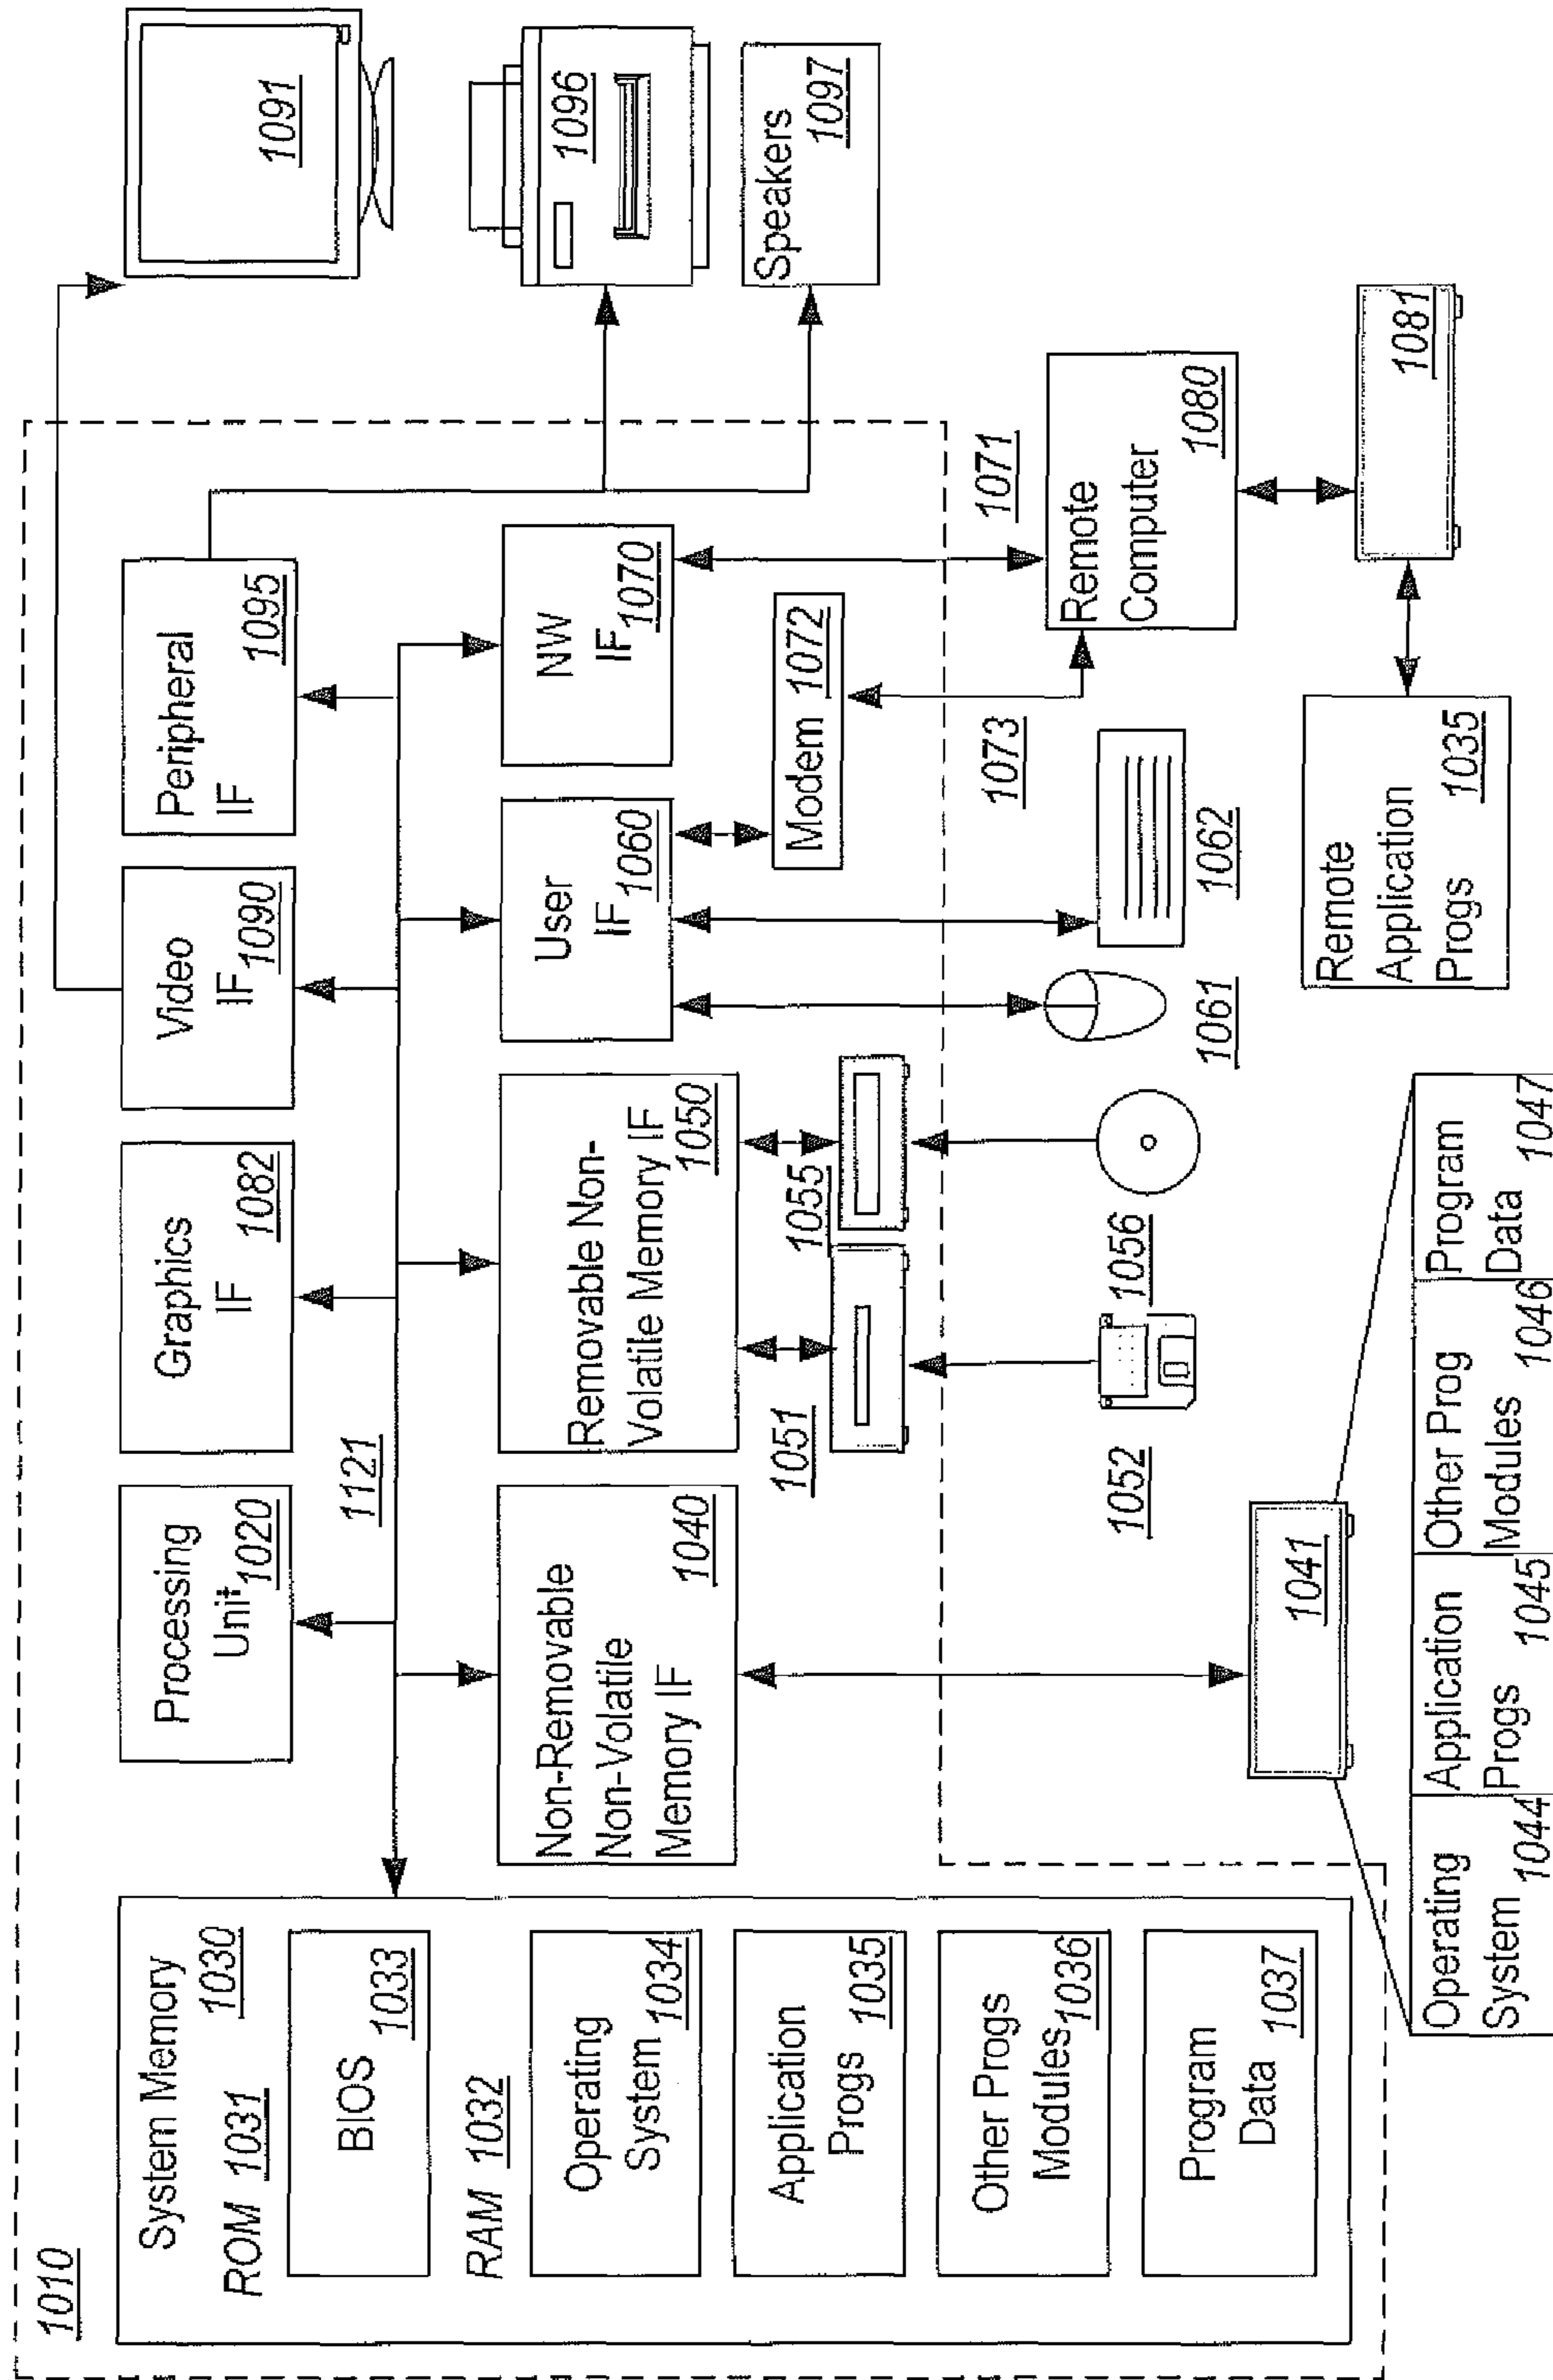 1010
System Memory
1030
ROM 1031
BIOS
1033
RAM 1032
Operating
System
1034
Application
Progs
1035
Other Progs
Modules
1036
Program
Data
1037
Processing
Unit
1020
Graphics
IF
1082
Video
IF
1090
Peripheral
IF
1095
1121
Non-Removable
Non-Volatile
Memory IF
1040
Removable Non-
Volatile Memory IF
1050
User
IF
1060
NW
IF
1070
1051
1055
Modem 1072
1052
1056
1061
1062
1073
1071
1091
1096
Speakers
1097
Remote
Computer
1080
1081
Remote
Application
Progs
1035
1041
Operating
System
1044
Application
Progs
1045
Other Prog
Modules
1046
Program
Data
1047